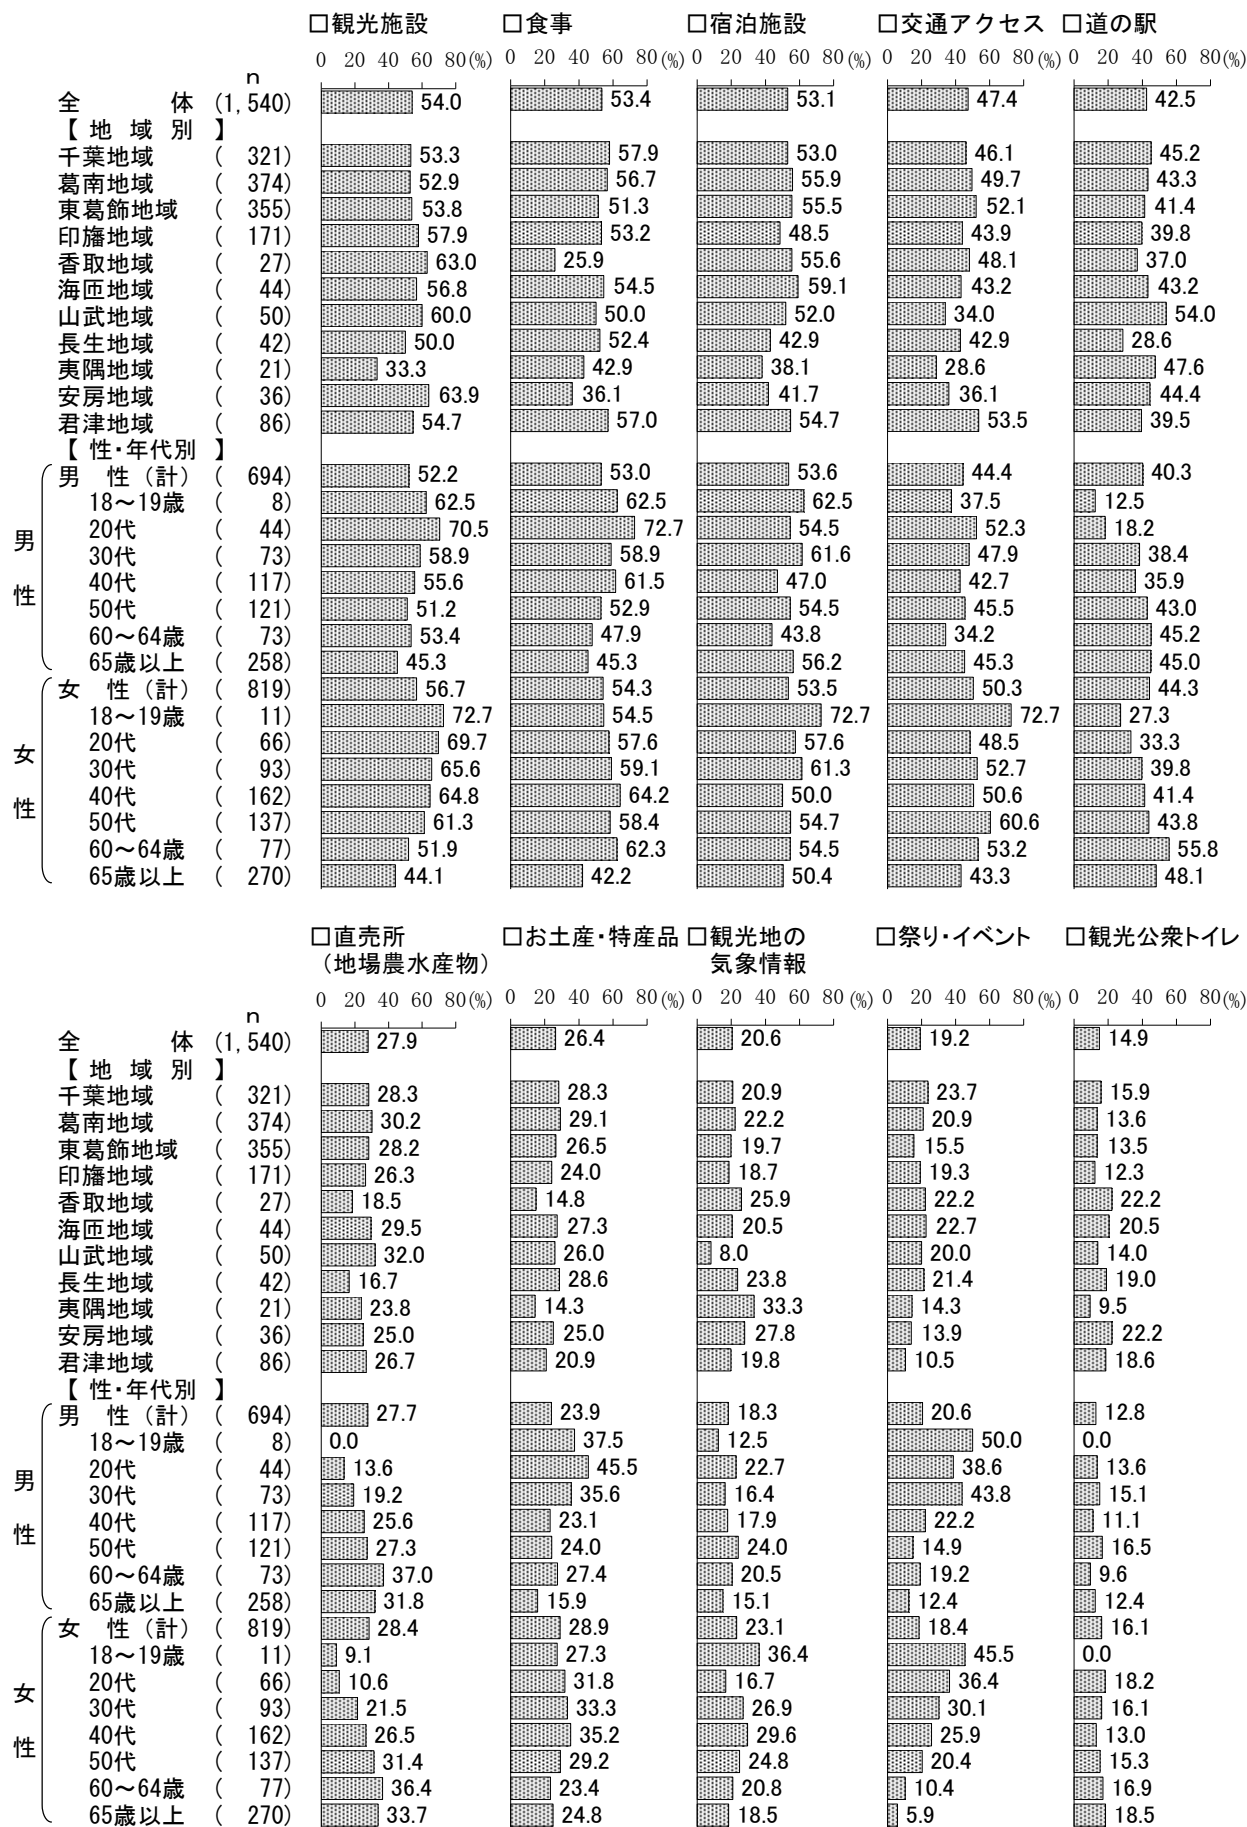 □観光施設 □食事 □宿泊施設 □交通アクセス □道の駅
0 20 40 60 80(%) 0 20 40 60 80(%) 0 20 40 60 80(%) 0 20 40 60 80(%) 0 20 40 60 80(%)
n
全 体 (1,540) 54.0 53.4 53.1 47.4 42.5
【 地 域 別 】
千葉地域 ( 321) 53.3 57.9 53.0 46.1 45.2
葛南地域 ( 374) 52.9 56.7 55.9 49.7 43.3
東葛飾地域 ( 355) 53.8 51.3 55.5 52.1 41.4
印旛地域 ( 171) 57.9 53.2 48.5 43.9 39.8
香取地域 ( 27) 63.0 25.9 55.6 48.1 37.0
海匝地域 ( 44) 56.8 54.5 59.1 43.2 43.2
山武地域 ( 50) 60.0 50.0 52.0 34.0 54.0
長生地域 ( 42) 50.0 52.4 42.9 42.9 28.6
夷隅地域 ( 21) 33.3 42.9 38.1 28.6 47.6
安房地域 ( 36) 63.9 36.1 41.7 36.1 44.4
君津地域 ( 86) 54.7 57.0 54.7 53.5 39.5
【 性・年代別 】
男 性（計） ( 694) 52.2 53.0 53.6 44.4 40.3
18〜19歳 ( 8) 62.5 62.5 62.5 37.5 12.5
20代 ( 44) 70.5 72.7 54.5 52.3 18.2
男
30代 ( 73) 58.9 58.9 61.6 47.9 38.4
40代 ( 117) 55.6 61.5 47.0 42.7 35.9
性
50代 ( 121) 51.2 52.9 54.5 45.5 43.0
60〜64歳 ( 73) 53.4 47.9 43.8 34.2 45.2
65歳以上 ( 258) 45.3 45.3 56.2 45.3 45.0
女 性（計） ( 819) 56.7 54.3 53.5 50.3 44.3
18〜19歳 ( 11) 72.7 54.5 72.7 72.7 27.3
20代 ( 66) 69.7 57.6 57.6 48.5 33.3
女
30代 ( 93) 65.6 59.1 61.3 52.7 39.8
40代 ( 162) 64.8 64.2 50.0 50.6 41.4
性
50代 ( 137) 61.3 58.4 54.7 60.6 43.8
60〜64歳 ( 77) 51.9 62.3 54.5 53.2 55.8
65歳以上 ( 270) 44.1 42.2 50.4 43.3 48.1
□直売所 □お土産・特産品 □観光地の □祭り・イベント □観光公衆トイレ
（地場農水産物） 気象情報
0 20 40 60 80(%) 0 20 40 60 80(%) 0 20 40 60 80(%) 0 20 40 60 80(%) 0 20 40 60 80(%)
n
全 体 (1,540) 27.9 26.4 20.6 19.2 14.9
【 地 域 別 】
千葉地域 ( 321) 28.3 28.3 20.9 23.7 15.9
葛南地域 ( 374) 30.2 29.1 22.2 20.9 13.6
東葛飾地域 ( 355) 28.2 26.5 19.7 15.5 13.5
印旛地域 ( 171) 26.3 24.0 18.7 19.3 12.3
香取地域 ( 27) 18.5 14.8 25.9 22.2 22.2
海匝地域 ( 44) 29.5 27.3 20.5 22.7 20.5
山武地域 ( 50) 32.0 26.0 8.0 20.0 14.0
長生地域 ( 42) 16.7 28.6 23.8 21.4 19.0
夷隅地域 ( 21) 23.8 14.3 33.3 14.3 9.5
安房地域 ( 36) 25.0 25.0 27.8 13.9 22.2
君津地域 ( 86) 26.7 20.9 19.8 10.5 18.6
【 性・年代別 】
男 性（計） ( 694) 27.7 23.9 18.3 20.6 12.8
18〜19歳 ( 8) 0.0 37.5 12.5 50.0 0.0
20代 ( 44) 13.6 45.5 22.7 38.6 13.6
男
30代 ( 73) 19.2 35.6 16.4 43.8 15.1
40代 ( 117) 25.6 23.1 17.9 22.2 11.1
性
50代 ( 121) 27.3 24.0 24.0 14.9 16.5
60〜64歳 ( 73) 37.0 27.4 20.5 19.2 9.6
65歳以上 ( 258) 31.8 15.9 15.1 12.4 12.4
女 性（計） ( 819) 28.4 28.9 23.1 18.4 16.1
18〜19歳 ( 11) 9.1 27.3 36.4 45.5 0.0
20代 ( 66) 10.6 31.8 16.7 36.4 18.2
女
30代 ( 93) 21.5 33.3 26.9 30.1 16.1
40代 ( 162) 26.5 35.2 29.6 25.9 13.0
性
50代 ( 137) 31.4 29.2 24.8 20.4 15.3
60〜64歳 ( 77) 36.4 23.4 20.8 10.4 16.9
65歳以上 ( 270) 33.7 24.8 18.5 5.9 18.5